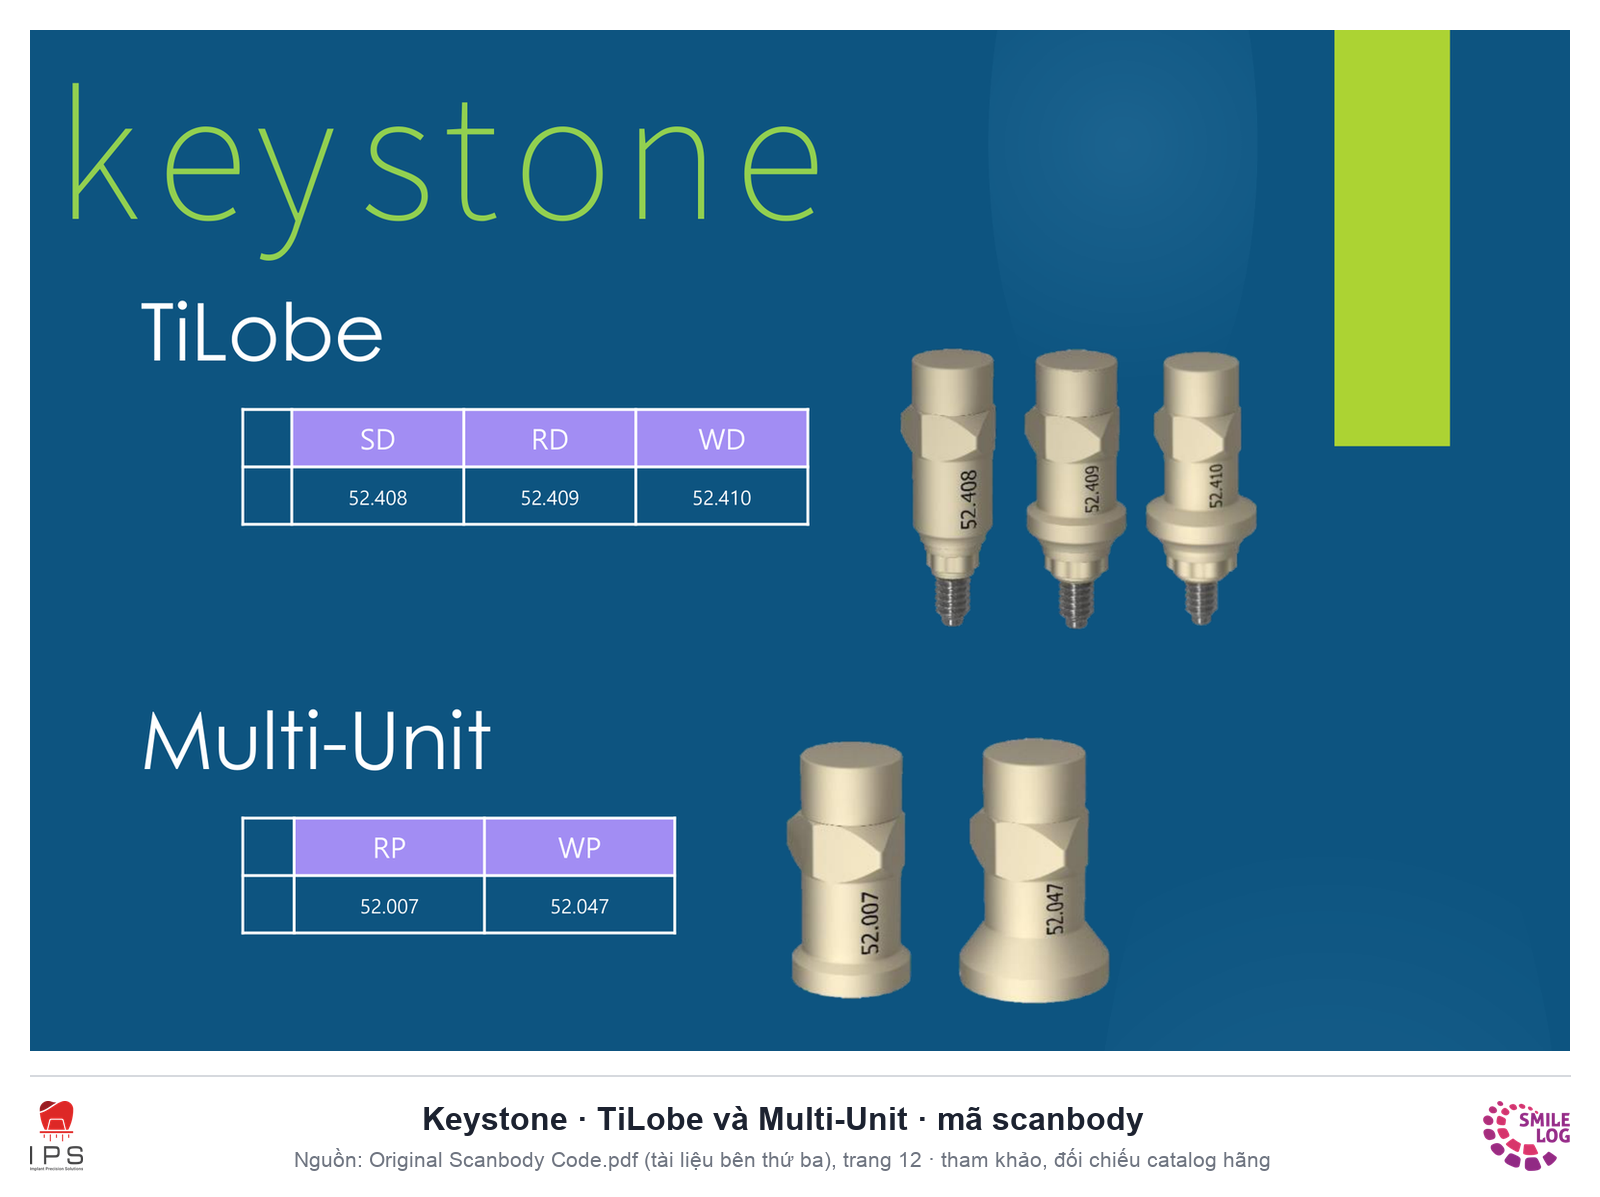 keystone
TiLobe
SD RD WD
52.408 52.409 52.410
52.408
52.409
52.410
Multi-Unit
RP WP
52.007 52.047
52.007
52.047
Keystone · TiLobe và Multi-Unit · mã scanbody
Nguồn: Original Scanbody Code.pdf (tài liệu bên thứ ba), trang 12 · tham khảo, đối chiếu catalog hãng
IPS
Implant Precision Solutions
SMILE
LOG